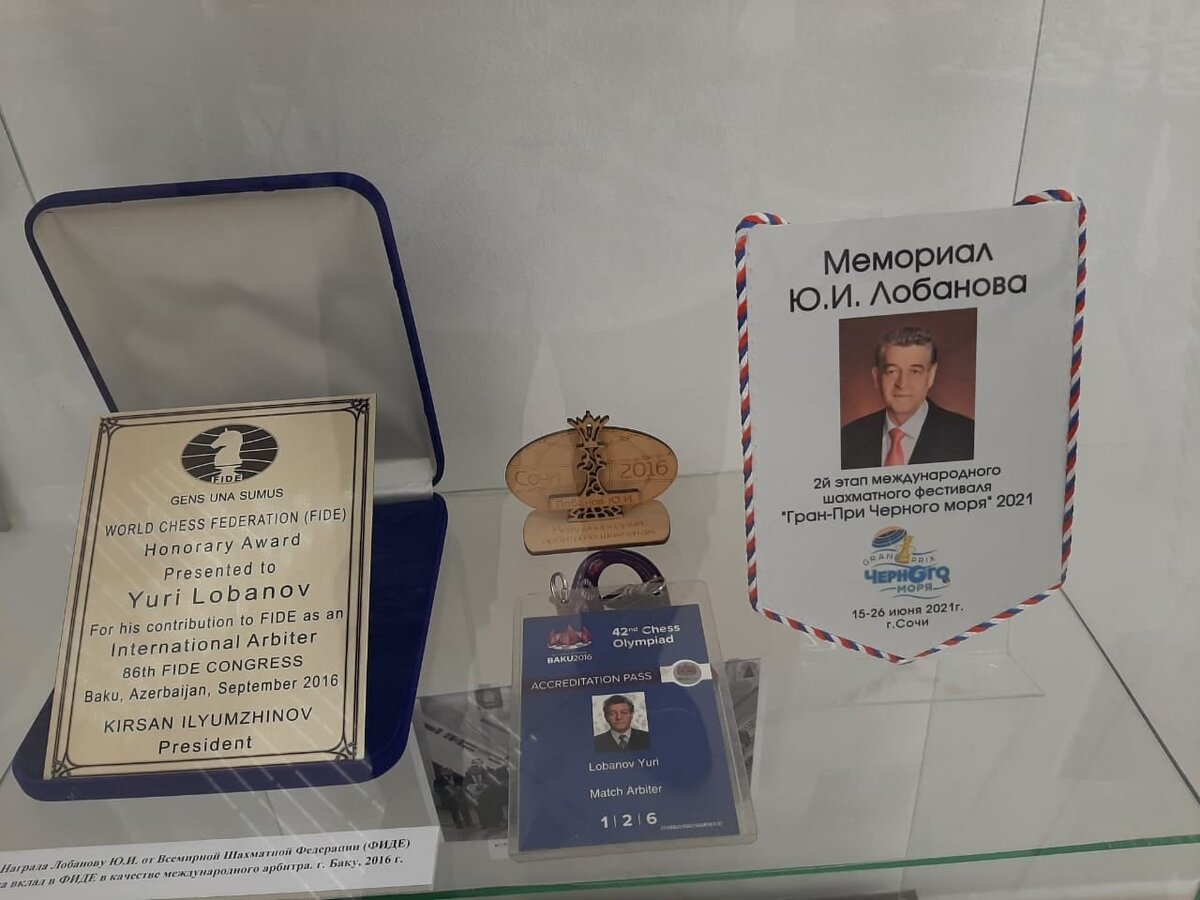 FIDE
GENS UNA SUMUS
WORLD CHESS FEDERATION (FIDE)
Honorary Award
Presented to
Yuri Lobanov
For his contribution to FIDE as an
International Arbiter
86th FIDE CONGRESS
Baku, Azerbaijan, September 2016
KIRSAN ILYUMZHINOV
President
Награда Лобанову Ю.И. от Всемирной Шахматной Федерации (ФИДЕ)
вклад в ФИДЕ в качестве международного арбитра. г. Баку, 2016 г.
Сочи 2016
Лобанов Ю.И.
Международный
BAKU2016
42nd Chess
Olympiad
ACCREDITATION PASS
Lobanov Yuri
Match Arbiter
1 | 2 | 6
Мемориал
Ю.И. Лобанова
2й этап международного
шахматного фестиваля
"Гран-При Черного моря" 2021
GRAND PRIX
ЧЕРНОГО
МОРЯ
15-26 июня 2021г.
г.Сочи